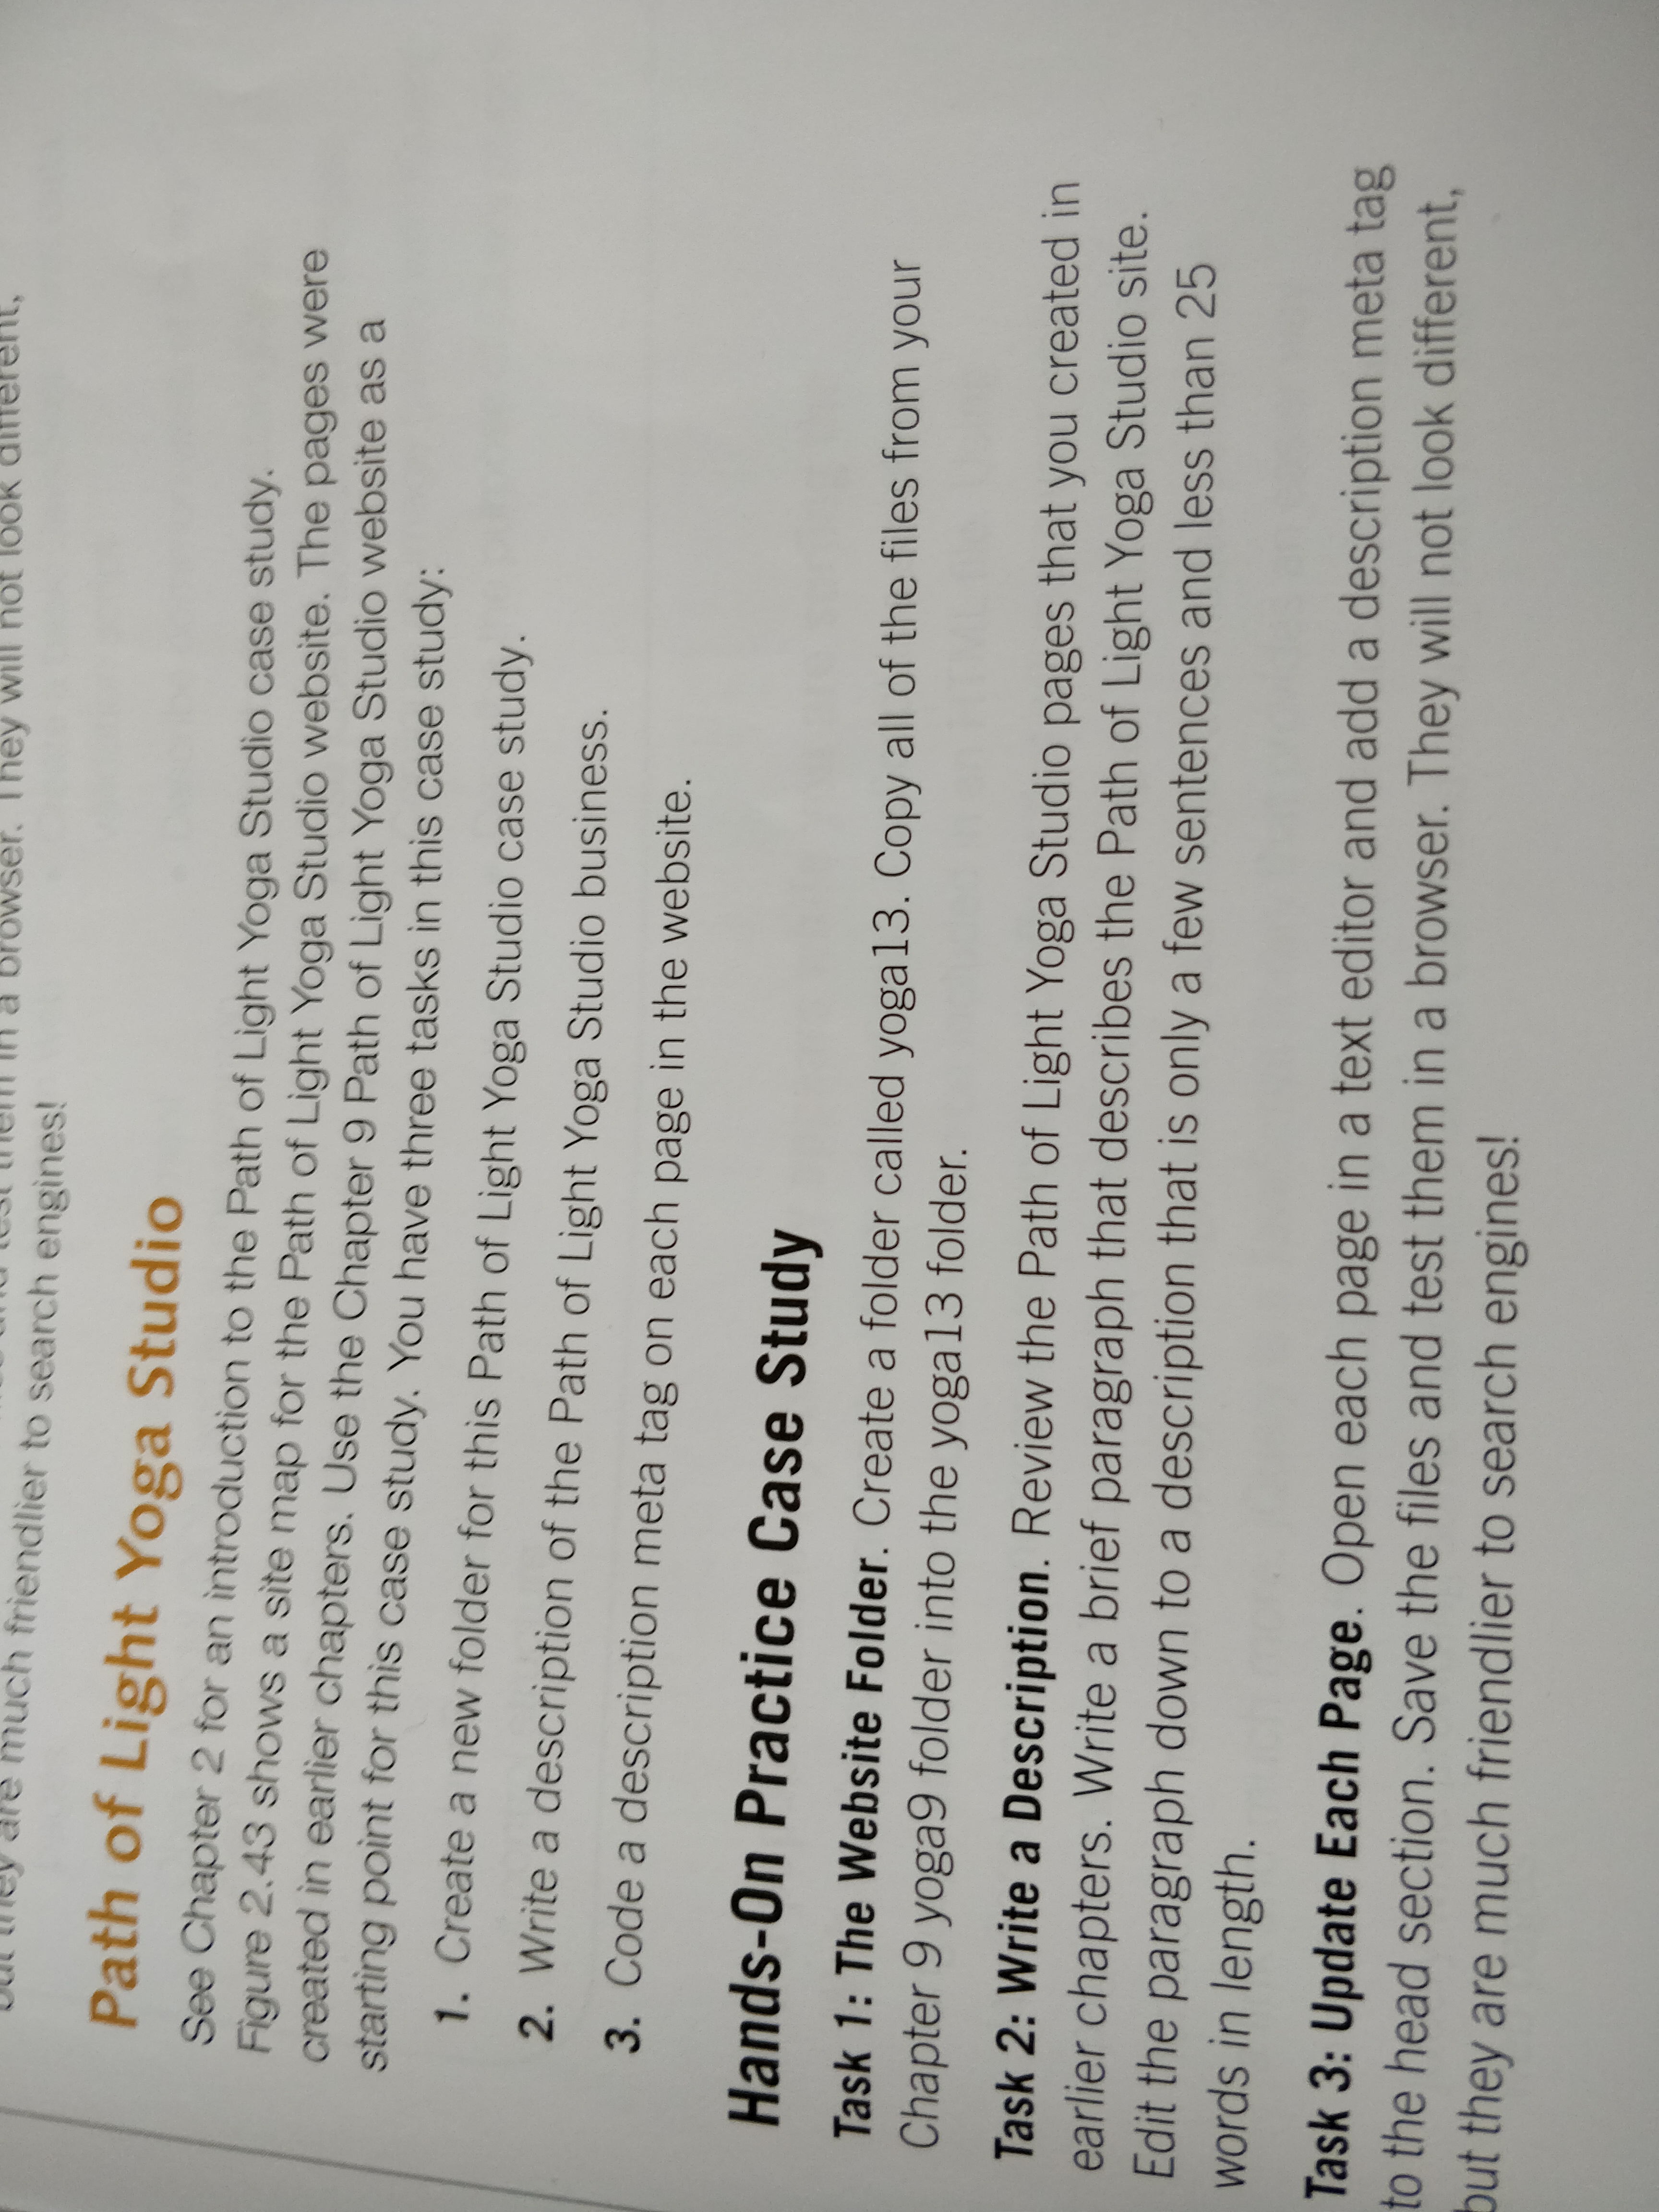 but they are much friendlier to search engines!
Path of Light Yoga Studio
See Chapter 2 for an introduction to the Path of Light Yoga Studio case study.
Figure 2.43 shows a site map for the Path of Light Yoga Studio website. The pages were
created in earlier chapters. Use the Chapter 9 Path of Light Yoga Studio website as a
starting point for this case study. You have three tasks in this case study:
1. Create a new folder for this Path of Light Yoga Studio case study.
2. Write a description of the Path of Light Yoga Studio business.
3. Code a description meta tag on each page in the website.
Hands-On Practice Case Study
Task 1: The Website Folder. Create a folder called yoga13. Copy all of the files from your
Chapter 9 yoga9 folder into the yoga13 folder.
Task 2: Write a Description. Review the Path of Light Yoga Studio pages that you created in
earlier chapters. Write a brief paragraph that describes the Path of Light Yoga Studio site.
Edit the paragraph down to a description that is only a few sentences and less than 25
words in length.
Task 3: Update Each Page. Open each page in a text editor and add a description meta tag
to the head section. Save the files and test them in a browser. They will not look different,
but they are much friendlier to search engines!